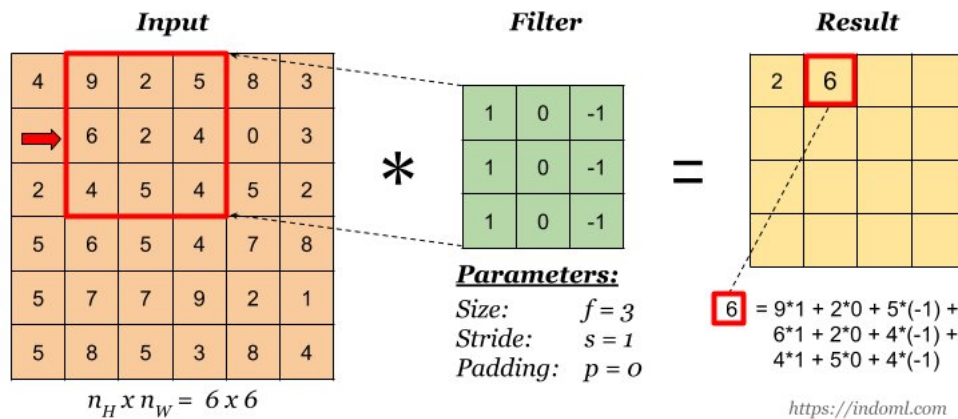 Input
Filter
Result
4 9 2 5 8 3
6 2 4 0 3
2 4 5 4 5 2
5 6 5 4 7 8
5 7 7 9 2 1
5 8 5 3 8 4
n_H x n_W = 6 x 6
*
1 0 -1
1 0 -1
1 0 -1
Parameters:
Size: f = 3
Stride: s = 1
Padding: p = 0
=
2 6
6 = 9*1 + 2*0 + 5*(-1) +
6*1 + 2*0 + 4*(-1) +
4*1 + 5*0 + 4*(-1)
https://indoml.com